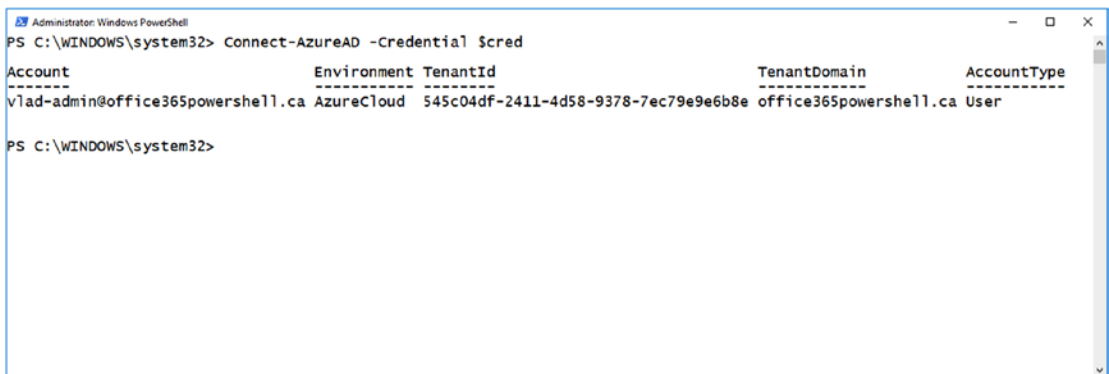 Administrator: Windows PowerShell
PS C:\WINDOWS\system32> Connect-AzureAD -Credential $cred
Account Environment TenantId TenantDomain AccountType
------- ----------- -------- ------------ -----------
vlad-admin@office365powershell.ca AzureCloud 545c04df-2411-4d58-9378-7ec79e9e6b8e office365powershell.ca User
PS C:\WINDOWS\system32>